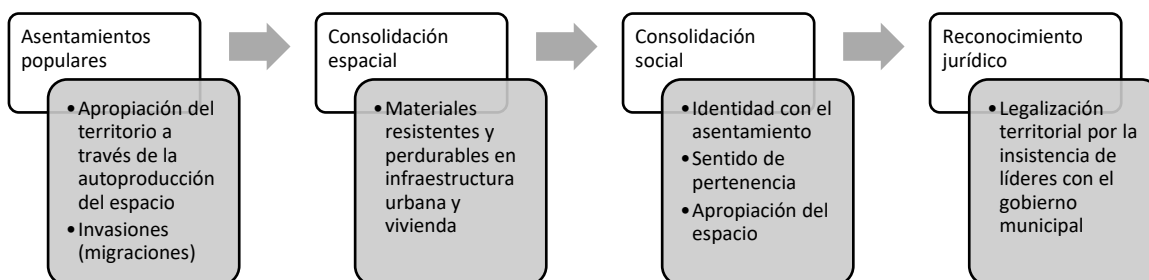 Asentamientos
populares
• Apropiación del
territorio a
través de la
autoproducción
del espacio
• Invasiones
(migraciones)
Consolidación
espacial
• Materiales
resistentes y
perdurables en
infraestructura
urbana y
vivienda
Consolidación
social
• Identidad con el
asentamiento
• Sentido de
pertenencia
• Apropiación del
espacio
Reconocimiento
jurídico
• Legalización
territorial por la
insistencia de
líderes con el
gobierno
municipal